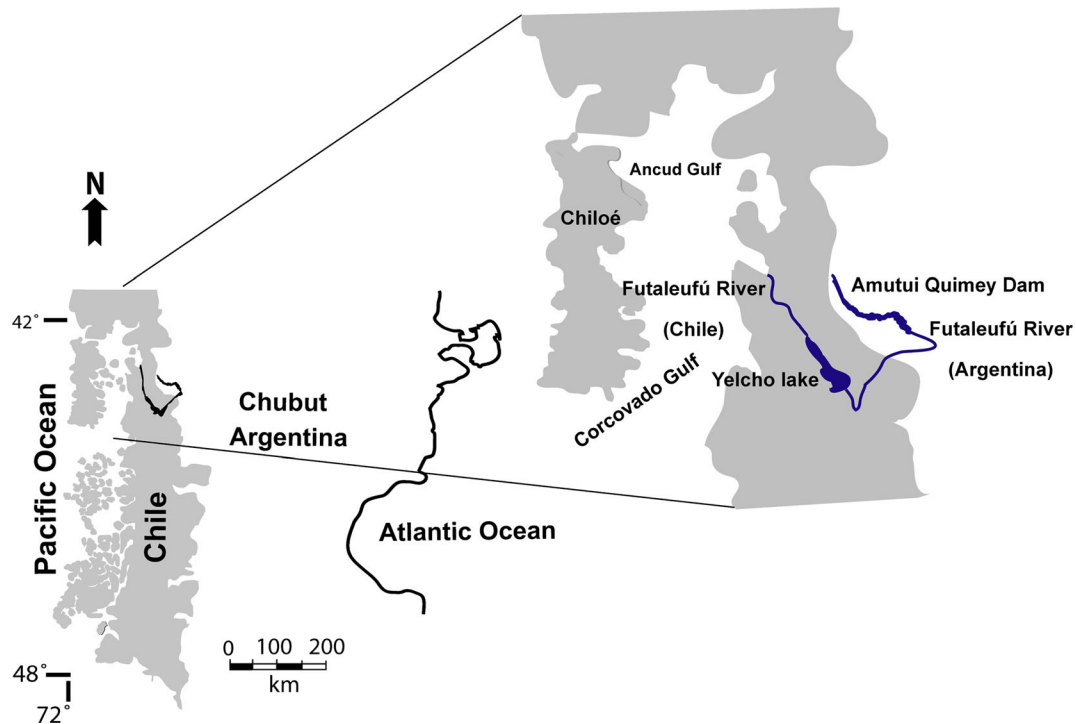 N
42°
Pacific Ocean
Chile
48°
72°
Chubut
Argentina
Atlantic Ocean
0 100 200
km
Ancud Gulf
Chiloé
Futaleufú River
(Chile)
Corcovado Gulf
Yelcho lake
Amutui Quimey Dam
Futaleufú River
(Argentina)